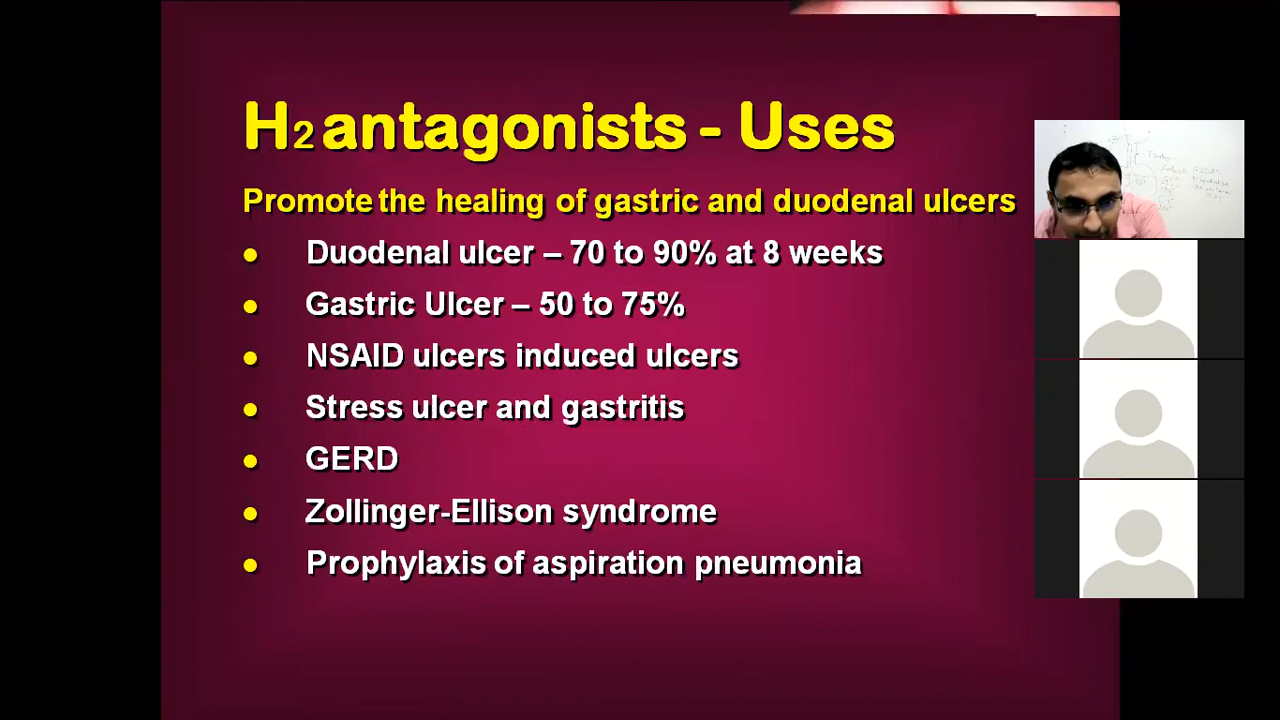 H2 antagonists - Uses
Promote the healing of gastric and duodenal ulcers
• Duodenal ulcer – 70 to 90% at 8 weeks
• Gastric Ulcer – 50 to 75%
• NSAID ulcers induced ulcers
• Stress ulcer and gastritis
• GERD
• Zollinger-Ellison syndrome
• Prophylaxis of aspiration pneumonia